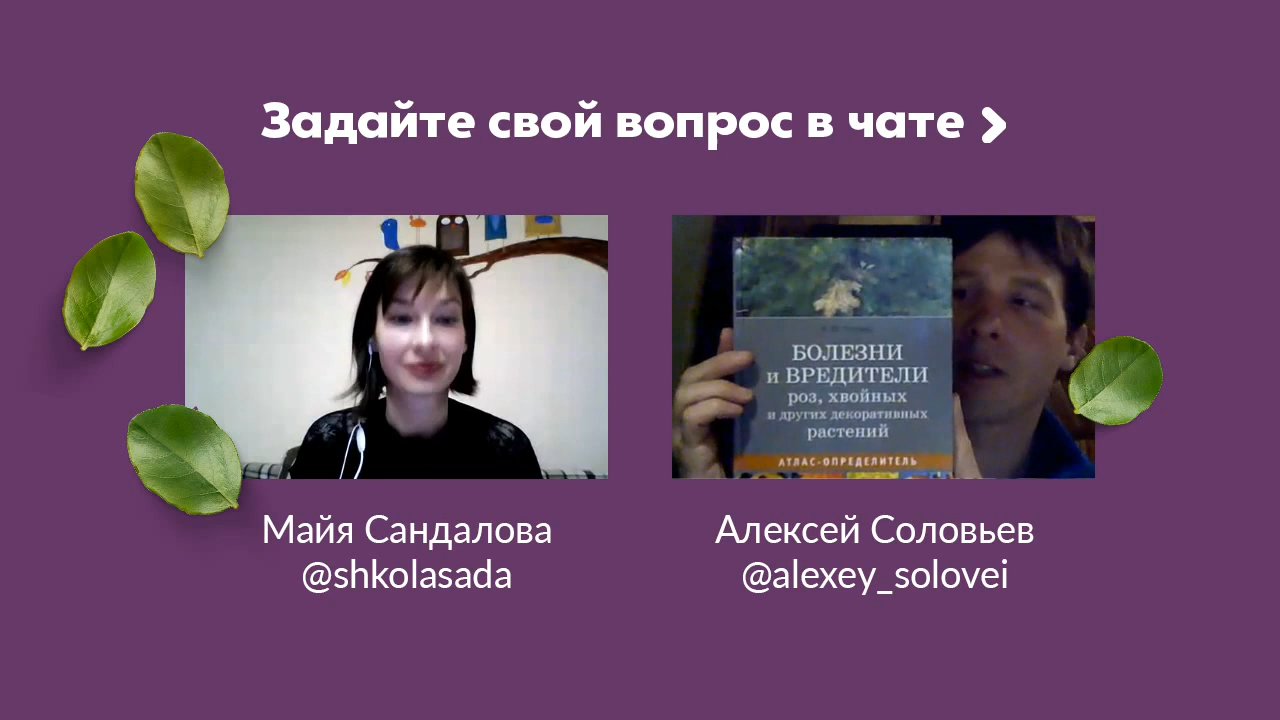 Задайте свой вопрос в чате
БОЛЕЗНИ
и ВРЕДИТЕЛИ
роз, хвойных
и других декоративных
растений
АТЛАС-ОПРЕДЕЛИТЕЛЬ
Майя Сандалова
@shkolasada
Алексей Соловьев
@alexey_solovei